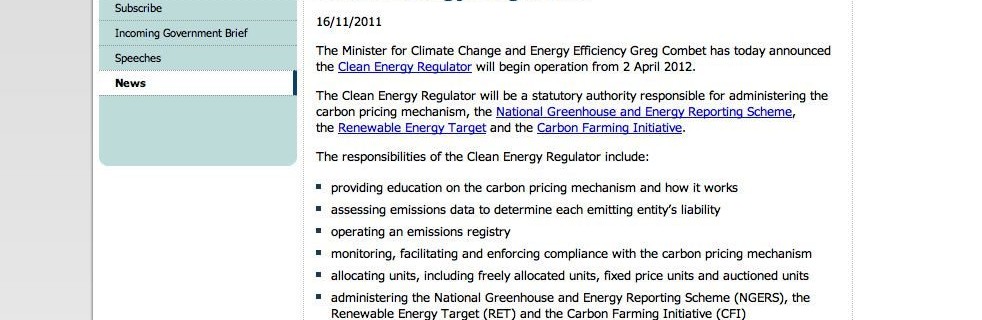 Subscribe
Incoming Government Brief
Speeches
News
16/11/2011
The Minister for Climate Change and Energy Efficiency Greg Combet has today announced
the Clean Energy Regulator will begin operation from 2 April 2012.
The Clean Energy Regulator will be a statutory authority responsible for administering the
carbon pricing mechanism, the National Greenhouse and Energy Reporting Scheme,
the Renewable Energy Target and the Carbon Farming Initiative.
The responsibilities of the Clean Energy Regulator include:
providing education on the carbon pricing mechanism and how it works
assessing emissions data to determine each emitting entity's liability
operating an emissions registry
monitoring, facilitating and enforcing compliance with the carbon pricing mechanism
allocating units, including freely allocated units, fixed price units and auctioned units
administering the National Greenhouse and Energy Reporting Scheme (NGERS), the
Renewable Energy Target (RET) and the Carbon Farming Initiative (CFI)